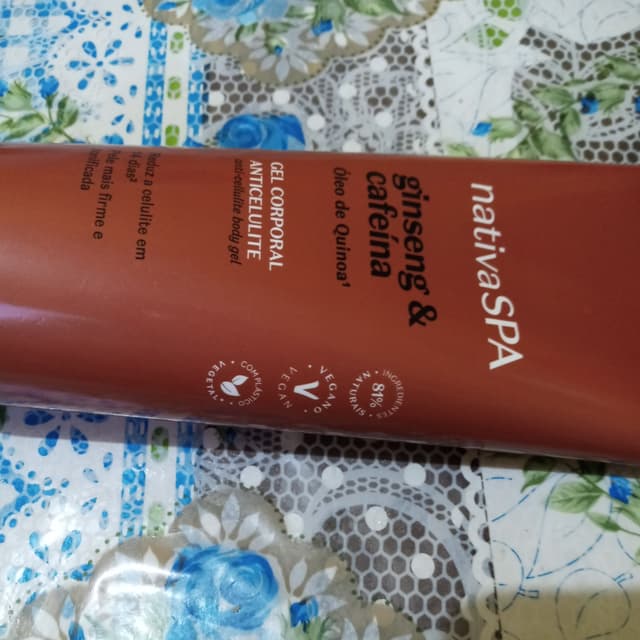 nativaSPA
ginseng &
cafeína
Óleo de Quinoa¹
GEL CORPORAL
ANTICELULITE
anti-cellulite body gel
Reduz a celulite em
14 dias²
Pele mais firme e
tonificada
81%
INGREDIENTES
NATURAIS
V
VEGANO
VEGAN
COM PLÁSTICO
VEGETAL